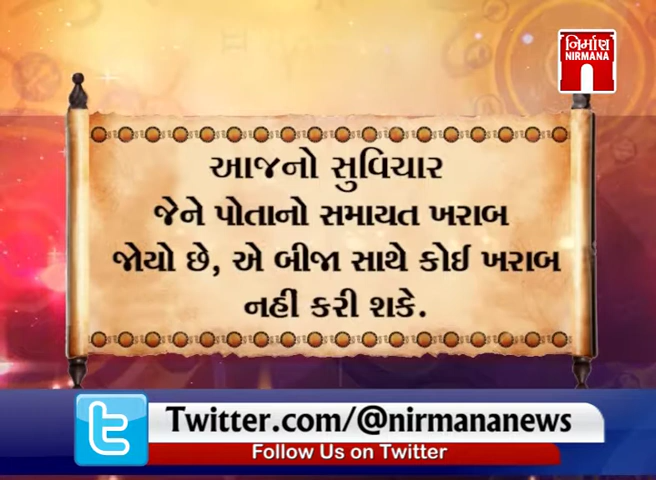 નિર્માણ
NIRMANA
આજનો સુવિચાર
જેને પોતાનો સમાયત ખરાબ
જોયો છે, એ બીજા સાથે કોઈ ખરાબ
નહીં કરી શકે.
Twitter.com/@nirmananews
Follow Us on Twitter